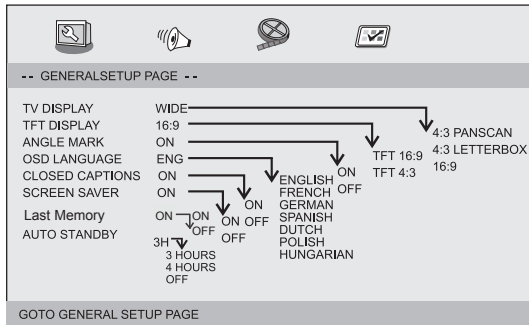 -- GENERALSETUP PAGE --
TV DISPLAY WIDE
TFT DISPLAY 16:9
ANGLE MARK ON
OSD LANGUAGE ENG
CLOSED CAPTIONS ON
SCREEN SAVER ON
Last Memory ON
AUTO STANDBY 3H
3 HOURS
4 HOURS
OFF
ON
OFF
ON
OFF
ON
OFF
ENGLISH
FRENCH
GERMAN
SPANISH
DUTCH
POLISH
HUNGARIAN
ON
OFF
TFT 16:9
TFT 4:3
4:3 PANSCAN
4:3 LETTERBOX
16:9
GOTO GENERAL SETUP PAGE